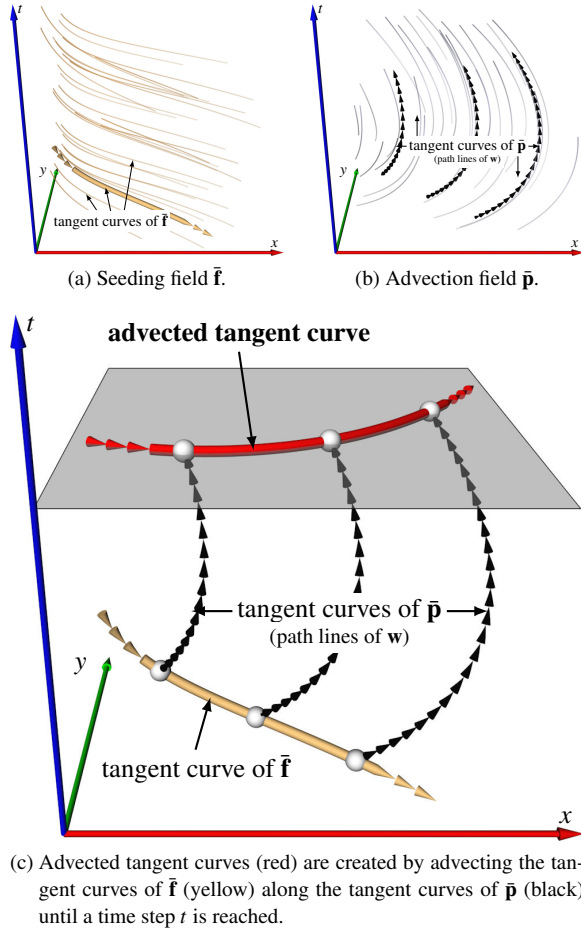 t
y
tangent curves of f̄
x
(a) Seeding field f̄.
t
y
tangent curves of p̄
(path lines of w)
x
(b) Advection field p̄.
t
advected tangent curve
tangent curves of p̄
(path lines of w)
y
tangent curve of f̄
x
(c) Advected tangent curves (red) are created by advecting the tan-
gent curves of f̄ (yellow) along the tangent curves of p̄ (black)
until a time step t is reached.